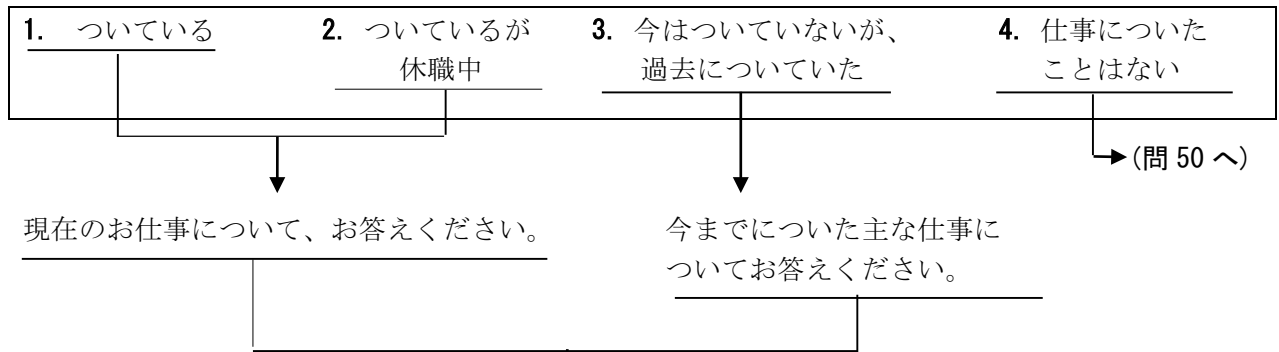 1. ついている 2. ついているが 3. 今はついていないが、 4. 仕事についた
休職中 過去についていた ことはない
(問 50 へ)
現在のお仕事について、お答えください。 今までについた主な仕事に
ついてお答えください。